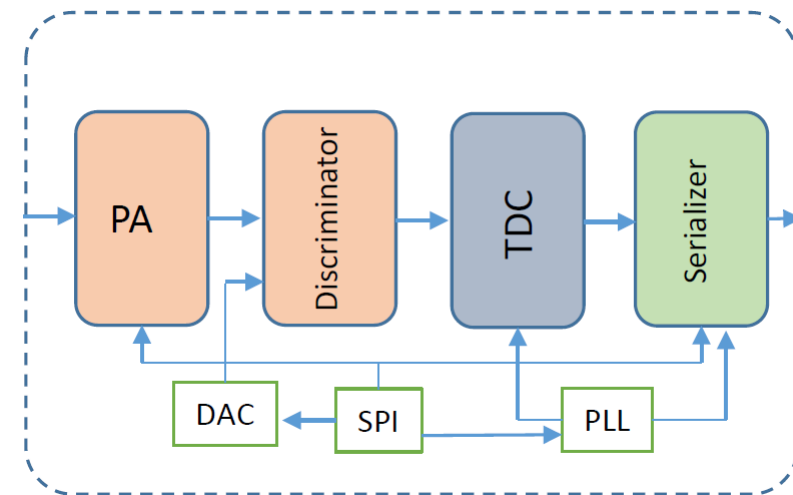 PA
Discriminator
TDC
Serializer
DAC
SPI
PLL